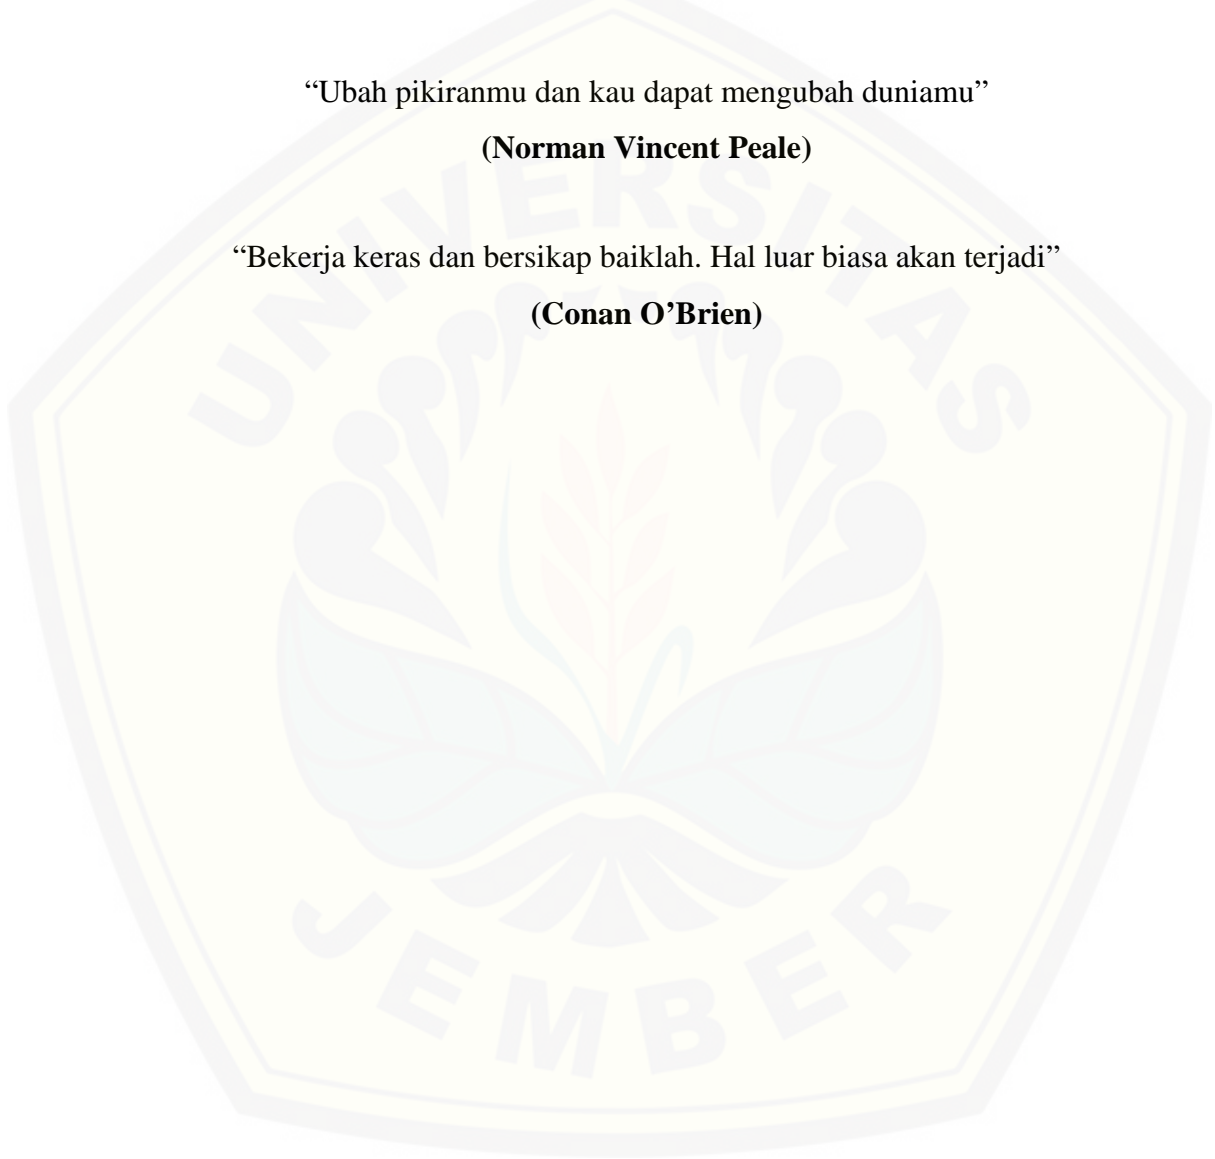 “Ubah pikiranmu dan kau dapat mengubah duniamu”
(Norman Vincent Peale)
“Bekerja keras dan bersikap baiklah. Hal luar biasa akan terjadi”
(Conan O’Brien)
UNIVERSITAS
JEMBER